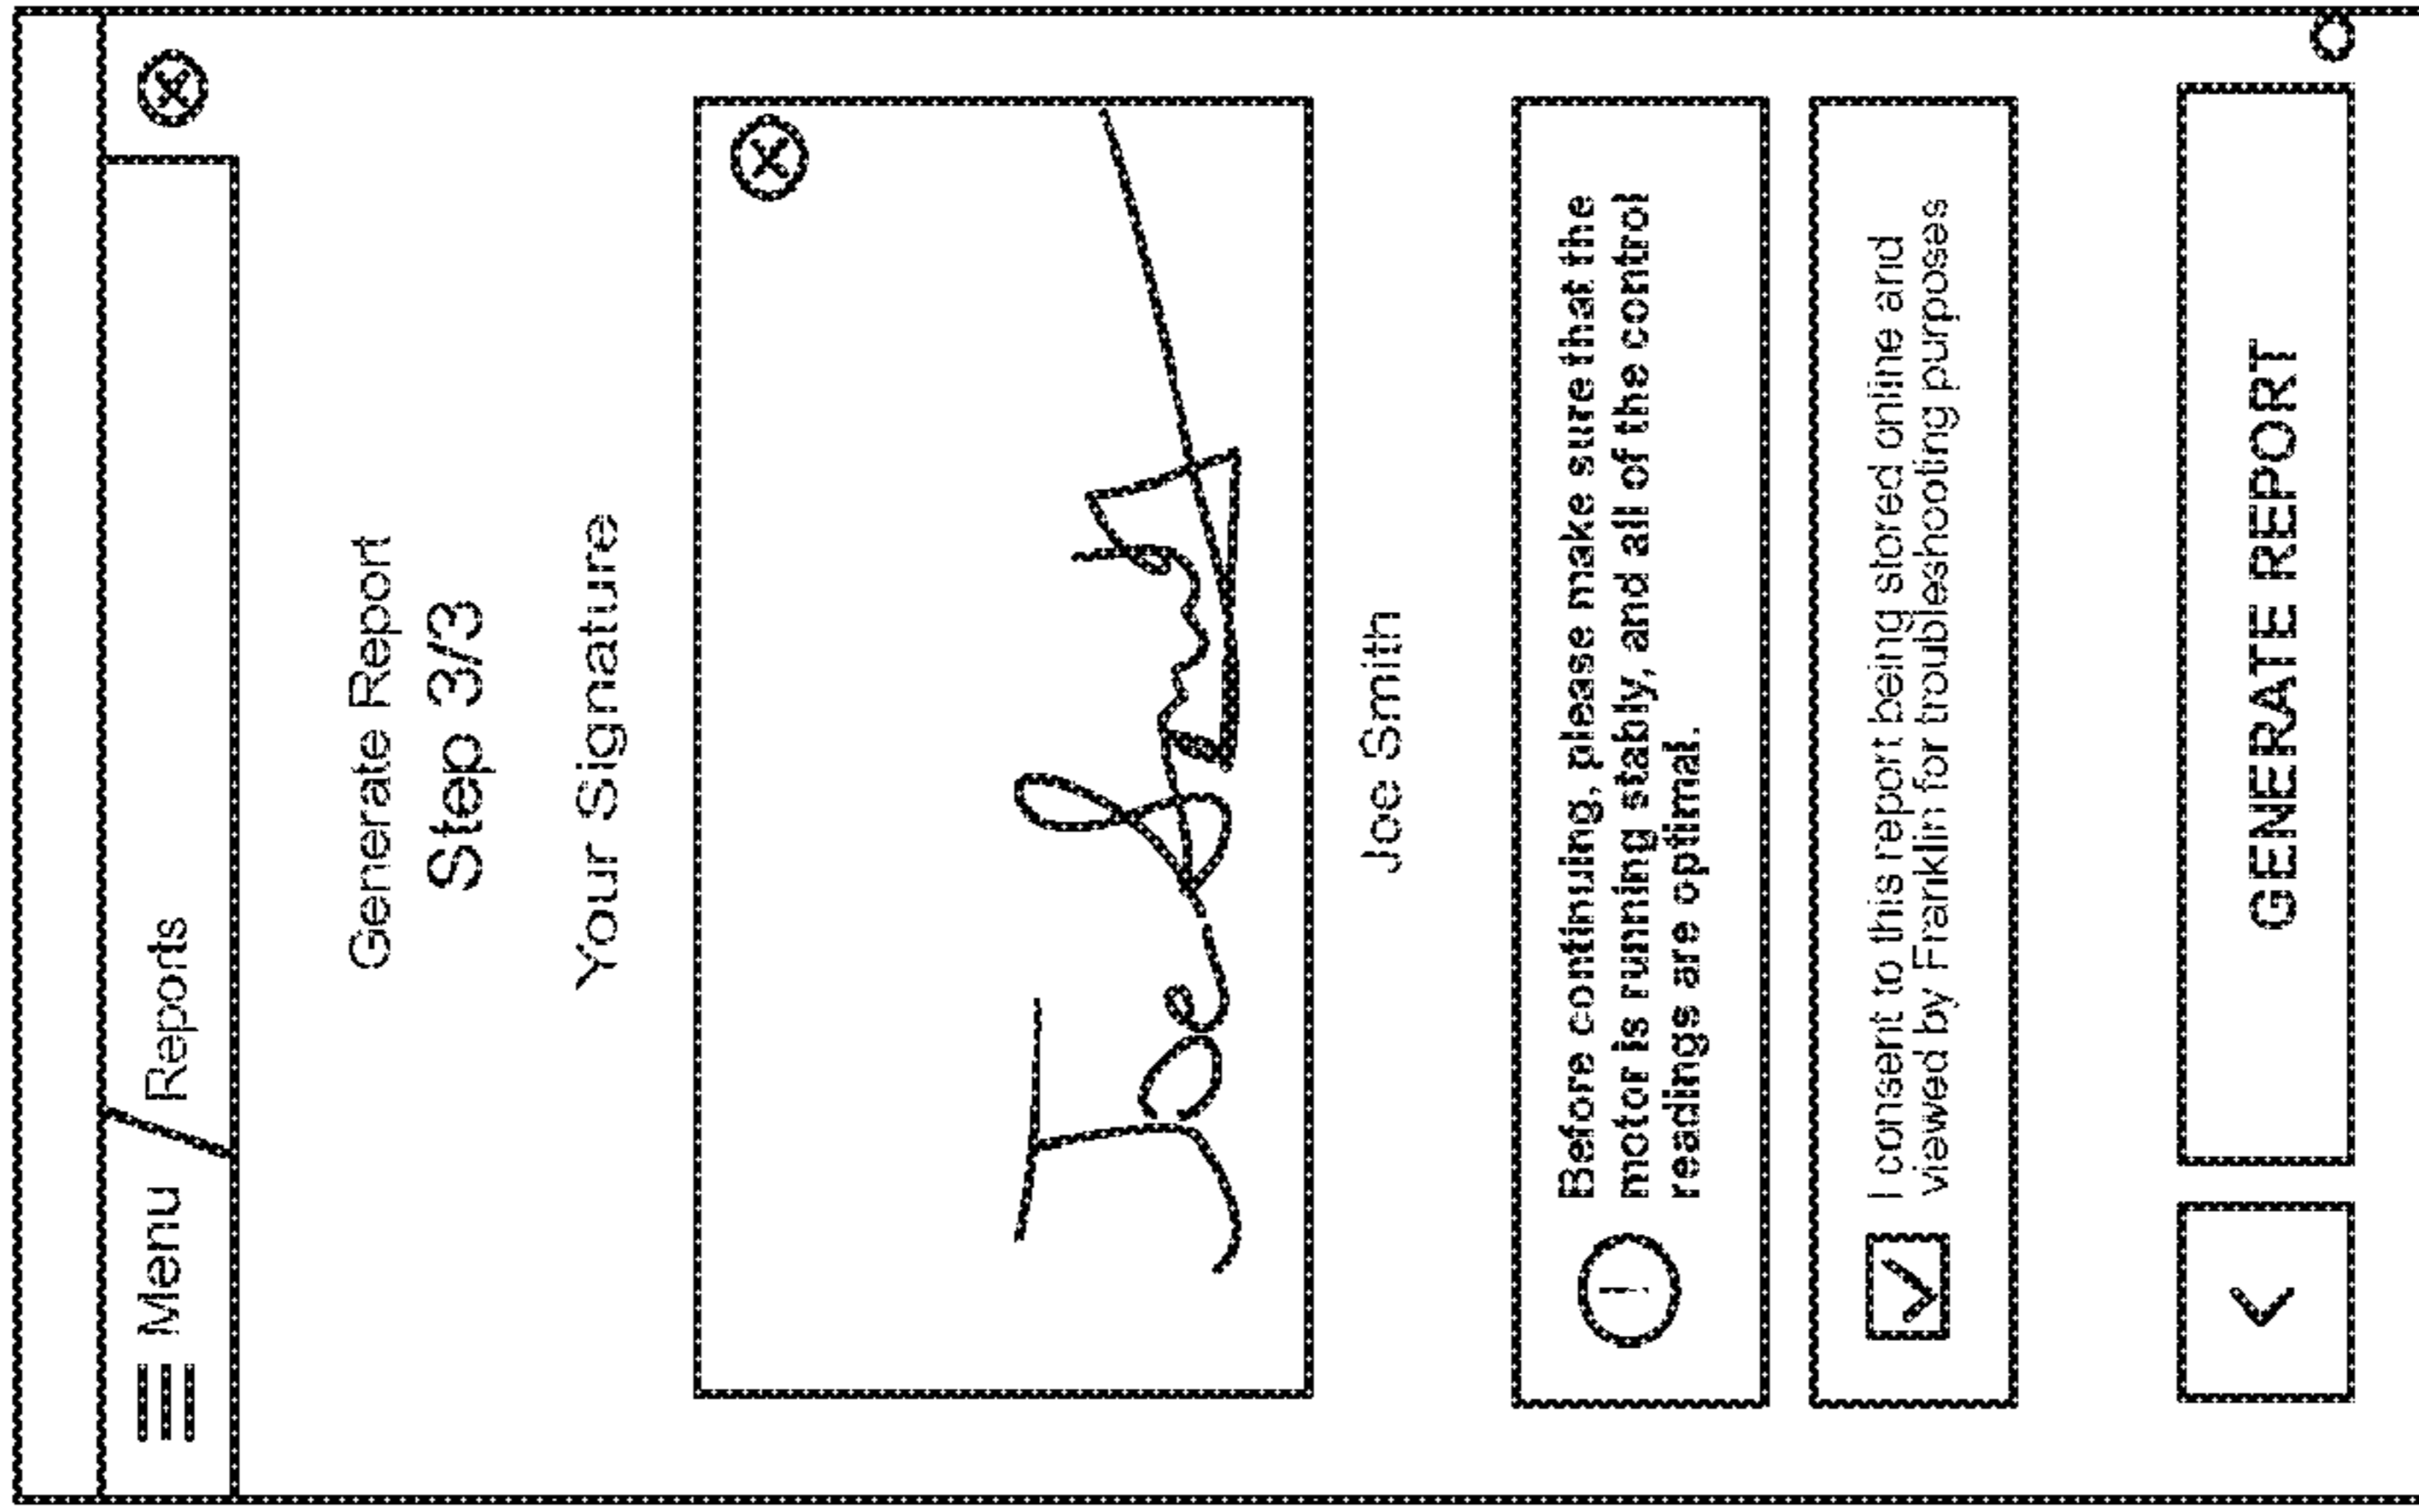 Menu Reports
Generate Report
Step 3/3
Your Signature
Joe Smith
Joe Smith
Before continuing, please make sure that the
motor is running stably, and all of the control
readings are optimal.
I consent to this report being stored online and
viewed by Franklin for troubleshooting purposes
GENERATE REPORT